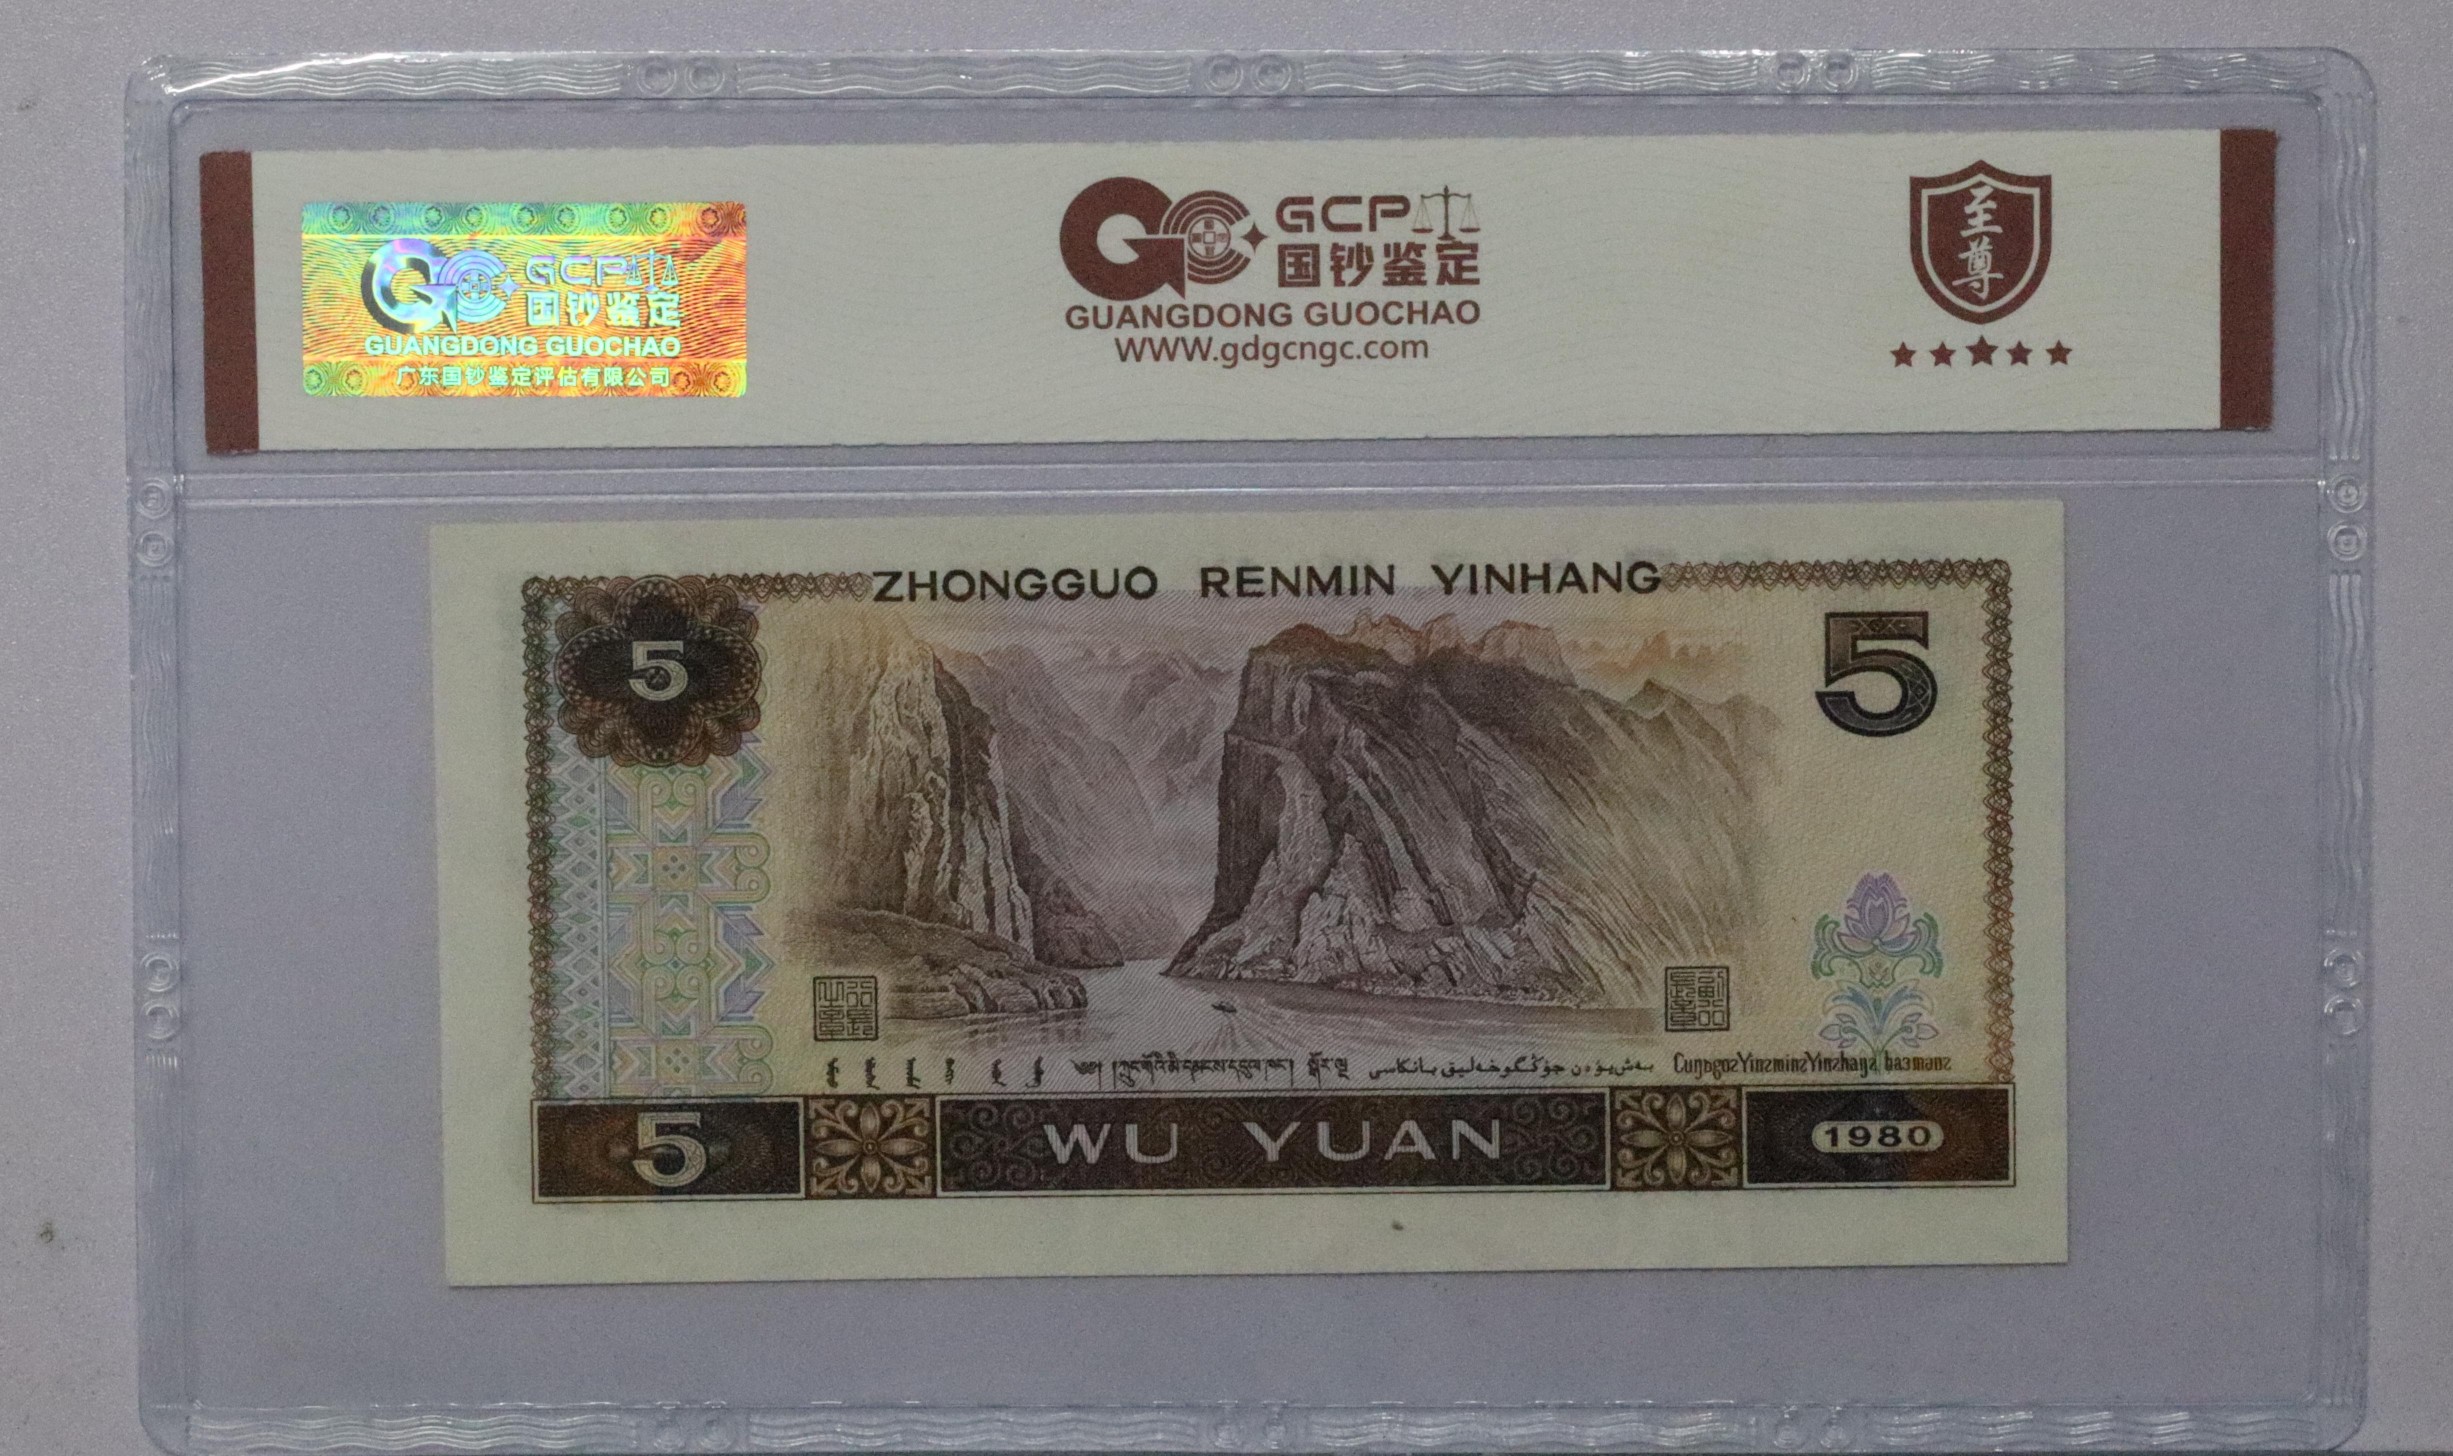 GCP
国钞鉴定
GUANGDONG GUOCHAO
广东国钞鉴定评估有限公司
GCP
国钞鉴定
GUANGDONG GUOCHAO
WWW.gdgcngc.com
至尊
ZHONGGUO RENMIN YINHANG
5
5
CuŋƨgozYinƨminƨYinƨhaŋƨ ƅaɜmanƨ
5
WU YUAN
1980